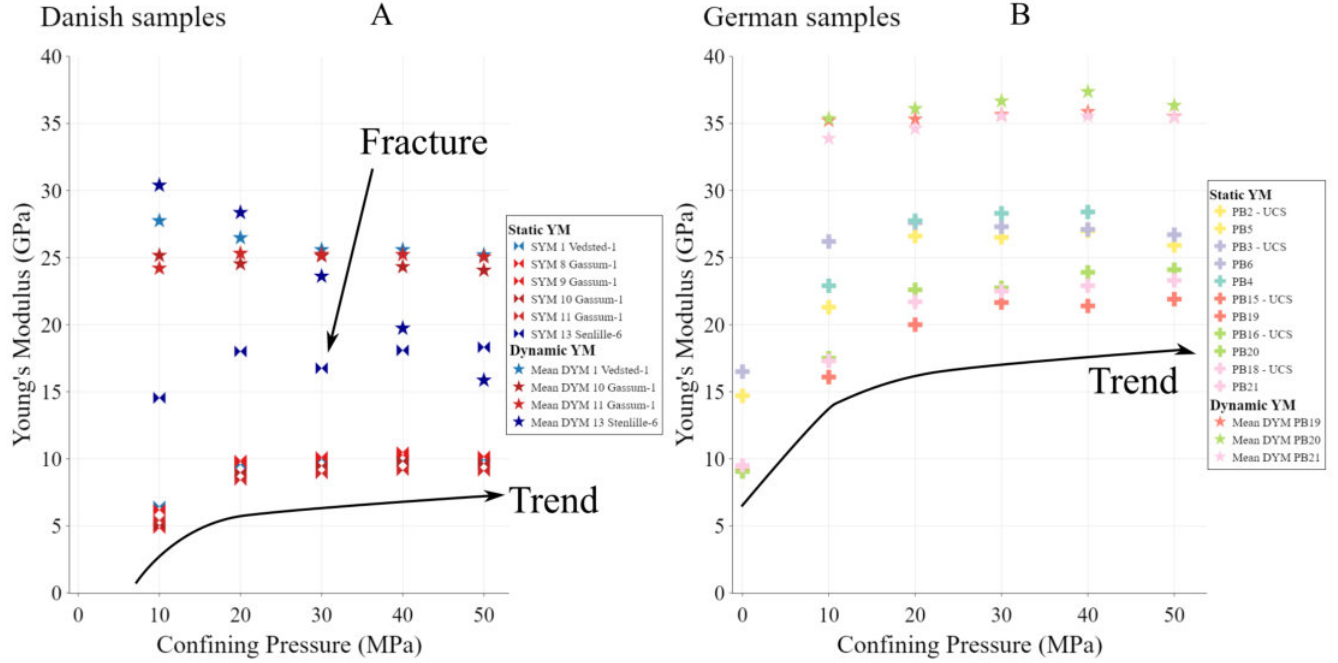 Danish samples
A
40
35
30
25
20
15
10
5
0
Young's Modulus (GPa)
0 10 20 30 40 50
Confining Pressure (MPa)
Fracture
Trend
Static YM
SYM 1 Vedsted-1
SYM 8 Gassum-1
SYM 9 Gassum-1
SYM 10 Gassum-1
SYM 11 Gassum-1
SYM 13 Senlille-6
Dynamic YM
Mean DYM 1 Vedsted-1
Mean DYM 10 Gassum-1
Mean DYM 11 Gassum-1
Mean DYM 13 Stenlille-6
German samples
B
40
35
30
25
20
15
10
5
0
Young's Modulus (GPa)
0 10 20 30 40 50
Confining Pressure (MPa)
Trend
Static YM
PB2 - UCS
PB5
PB3 - UCS
PB6
PB4
PB15 - UCS
PB19
PB16 - UCS
PB20
PB18 - UCS
PB21
Dynamic YM
Mean DYM PB19
Mean DYM PB20
Mean DYM PB21